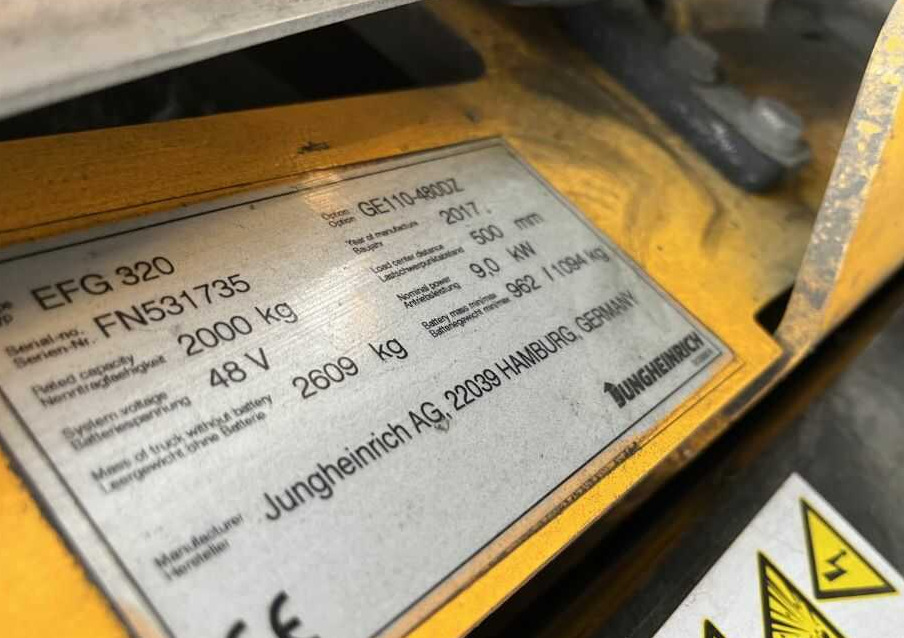 EFG 320
Option GE110-480DZ
Option
Serial-no. FN531735
Serien-Nr.
Year of manufacture 2017
Baujahr
Rated capacity 2000 kg
Nenntragfaehigkeit
Load center distance 500 mm
Lastschwerpunktabstand
System voltage 48 V
Batteriespannung
Nominal power 9,0 kW
Antriebsleistung
Mass of truck without battery 2609 kg
Leergewicht ohne Batterie
Battery mass min/max 962 / 1094 kg
Batteriegewicht min/max
Manufacturer Jungheinrich AG, 22039 HAMBURG, GERMANY
Hersteller
JUNGHEINRICH
CE